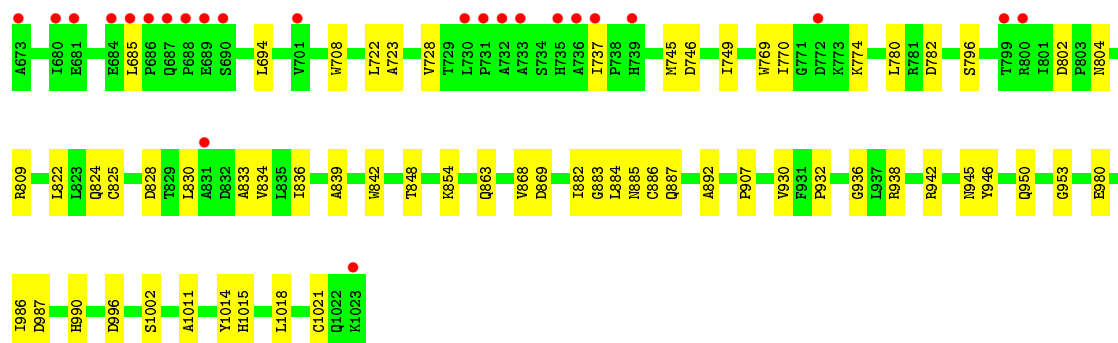 A673 I680 E681 E684 L685 P686 Q687 P688 E689 S690 L694 V701 W708 L722 A723 V728 T729 L730 P731 A732 A733 S734 H735 A736 I737 P738 H739 M745 D746 I749 W769 I770 G771 D772 K773 K774 L780 R781 D782 S796 T799 R800 I801 D802 P803 N804
R809 L822 L823 Q824 C825 D828 T829 L830 A831 D832 A833 V834 L835 I836 A839 W842 T848 K854 Q863 V868 D869 I882 G883 L884 N885 C886 Q887 A892 P907 V930 F931 P932 G936 L937 R938 R942 N945 Y946 Q950 G953 E980
I986 D987 H990 D996 S1002 A1011 Y1014 H1015 L1018 C1021 Q1022 K1023